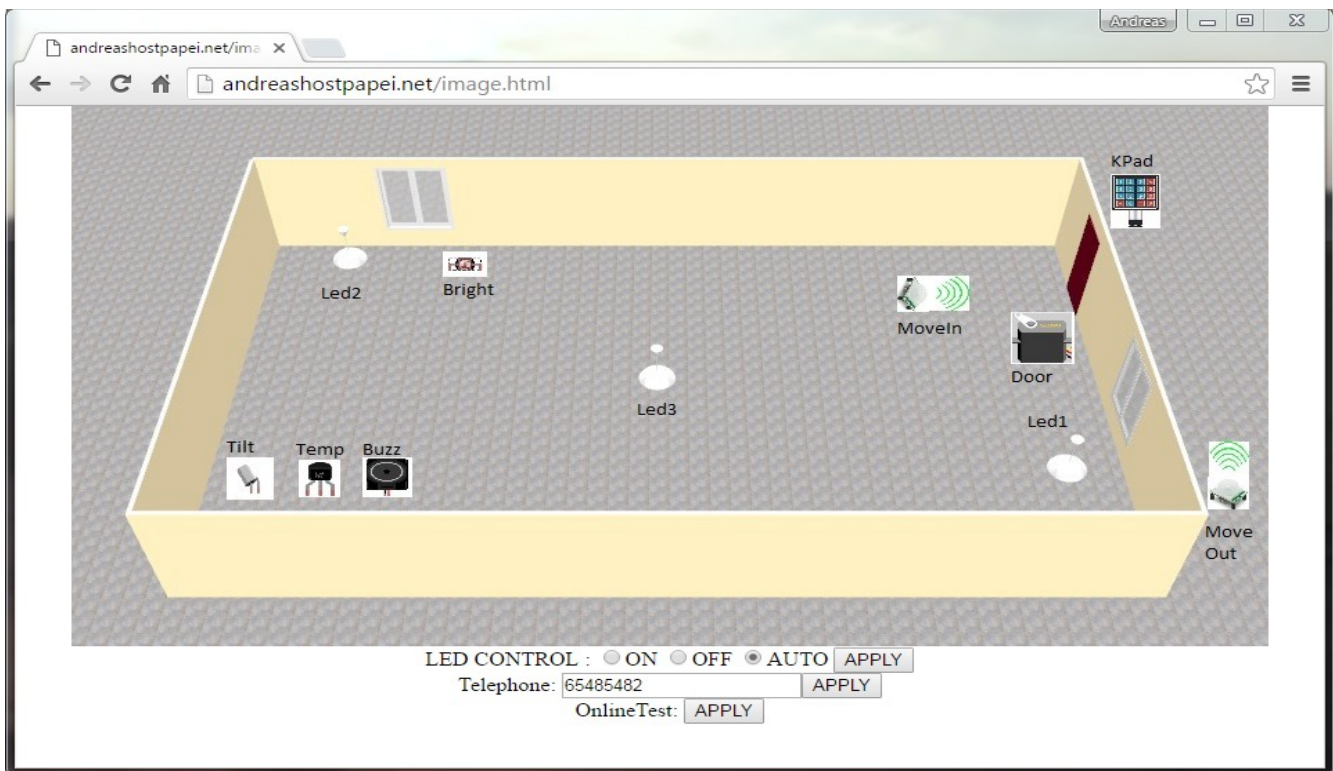 Andreas
andreashostpapei.net/ima
andreashostpapei.net/image.html
KPad
Led2
Bright
MoveIn
Door
Led3
Led1
Tilt
Temp
Buzz
Move
Out
LED CONTROL : ON OFF AUTO APPLY
Telephone: 65485482 APPLY
OnlineTest: APPLY